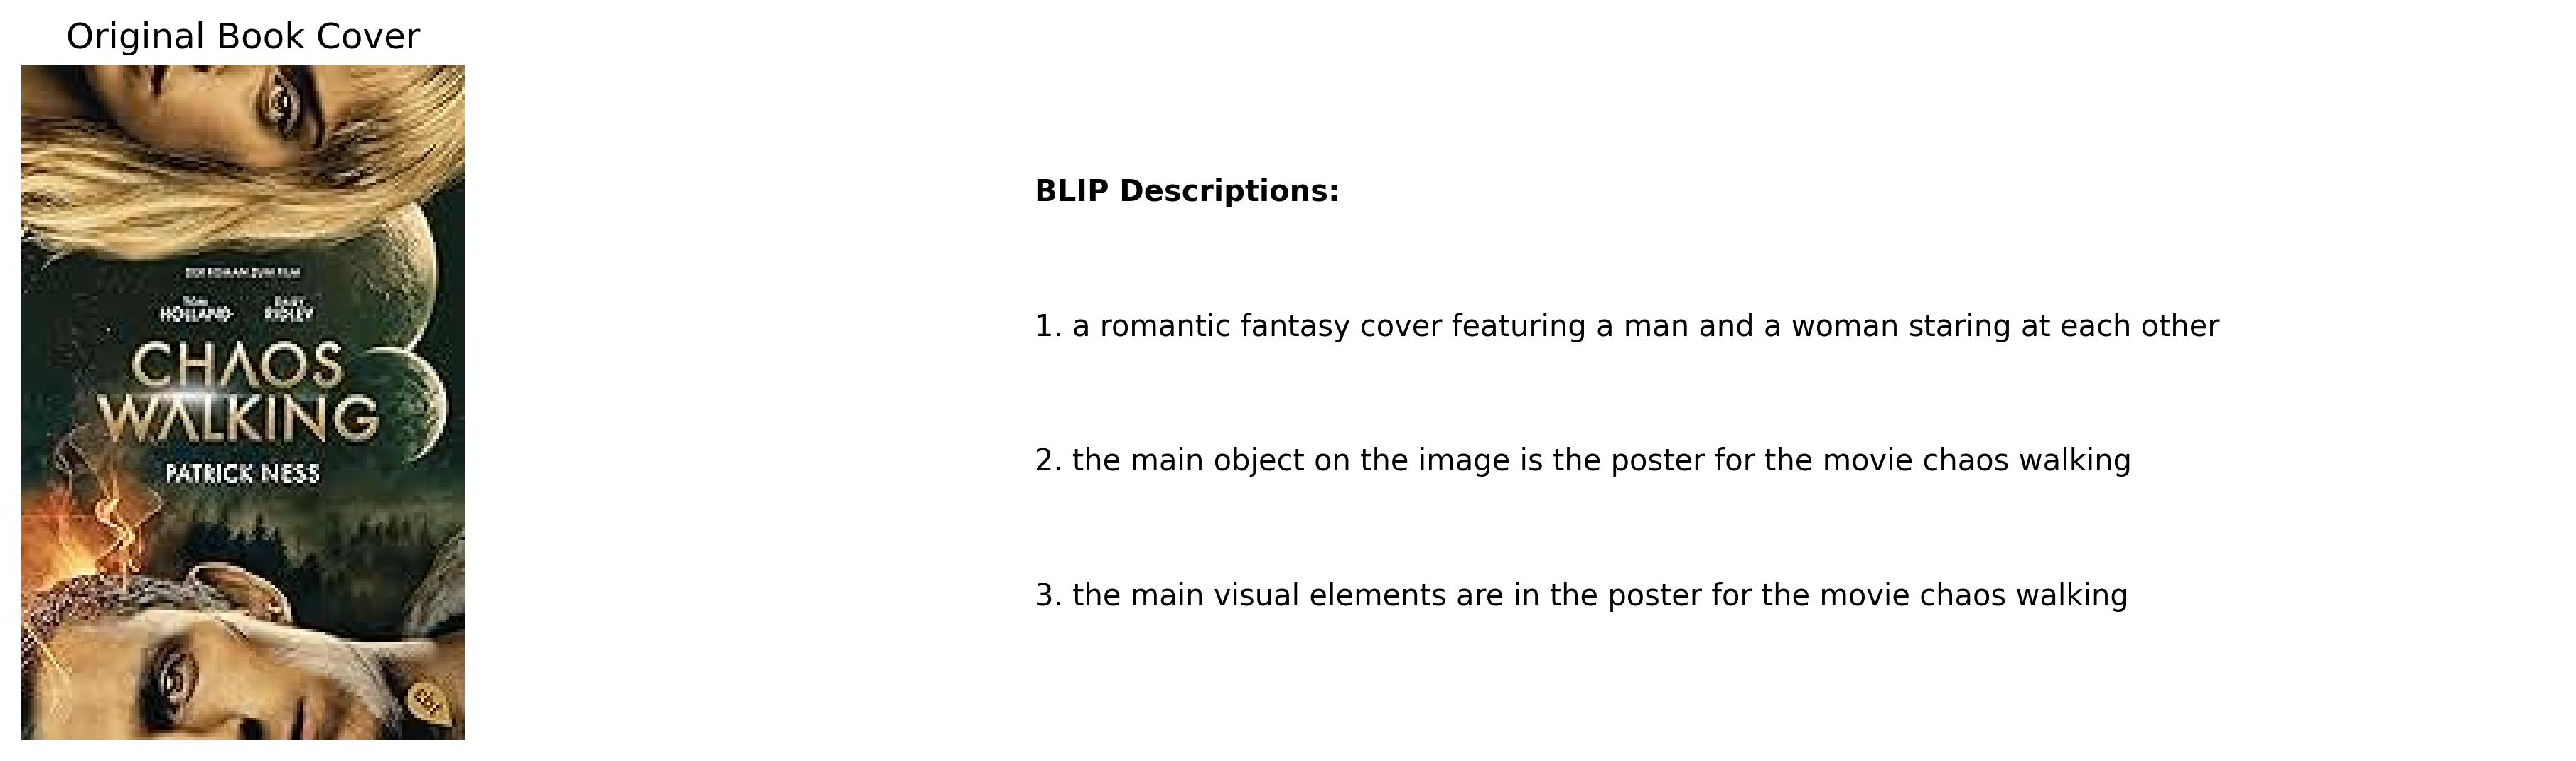 Original Book Cover
DER ROMAN ZUM FILM
TOM HOLLAND
DAISY RIDLEY
CHAOS
WALKING
PATRICK NESS
cbj
BLIP Descriptions:
1. a romantic fantasy cover featuring a man and a woman staring at each other
2. the main object on the image is the poster for the movie chaos walking
3. the main visual elements are in the poster for the movie chaos walking